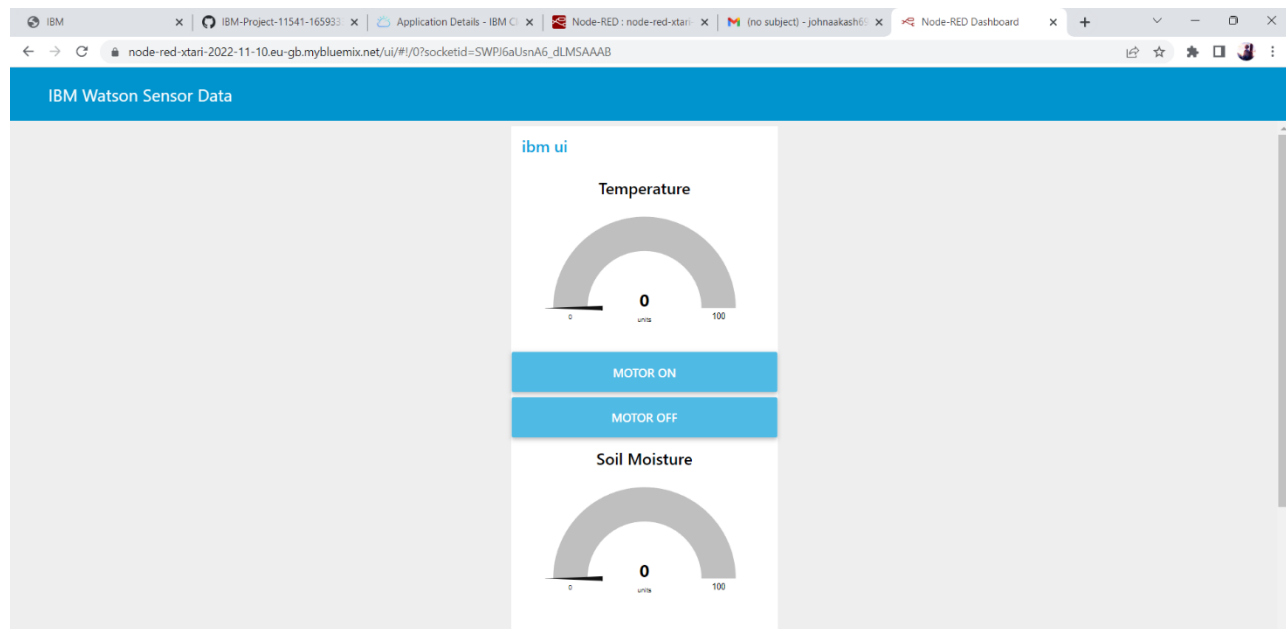 IBM
IBM-Project-11541-165933
Application Details - IBM C
Node-RED : node-red-xtari-
(no subject) - johnaakash6
Node-RED Dashboard
node-red-xtari-2022-11-10.eu-gb.mybluemix.net/ui/#!/0?socketid=SWPJ6aUsnA6_dLMSAAAB
IBM Watson Sensor Data
ibm ui
Temperature
0
units
0
100
MOTOR ON
MOTOR OFF
Soil Moisture
0
units
0
100